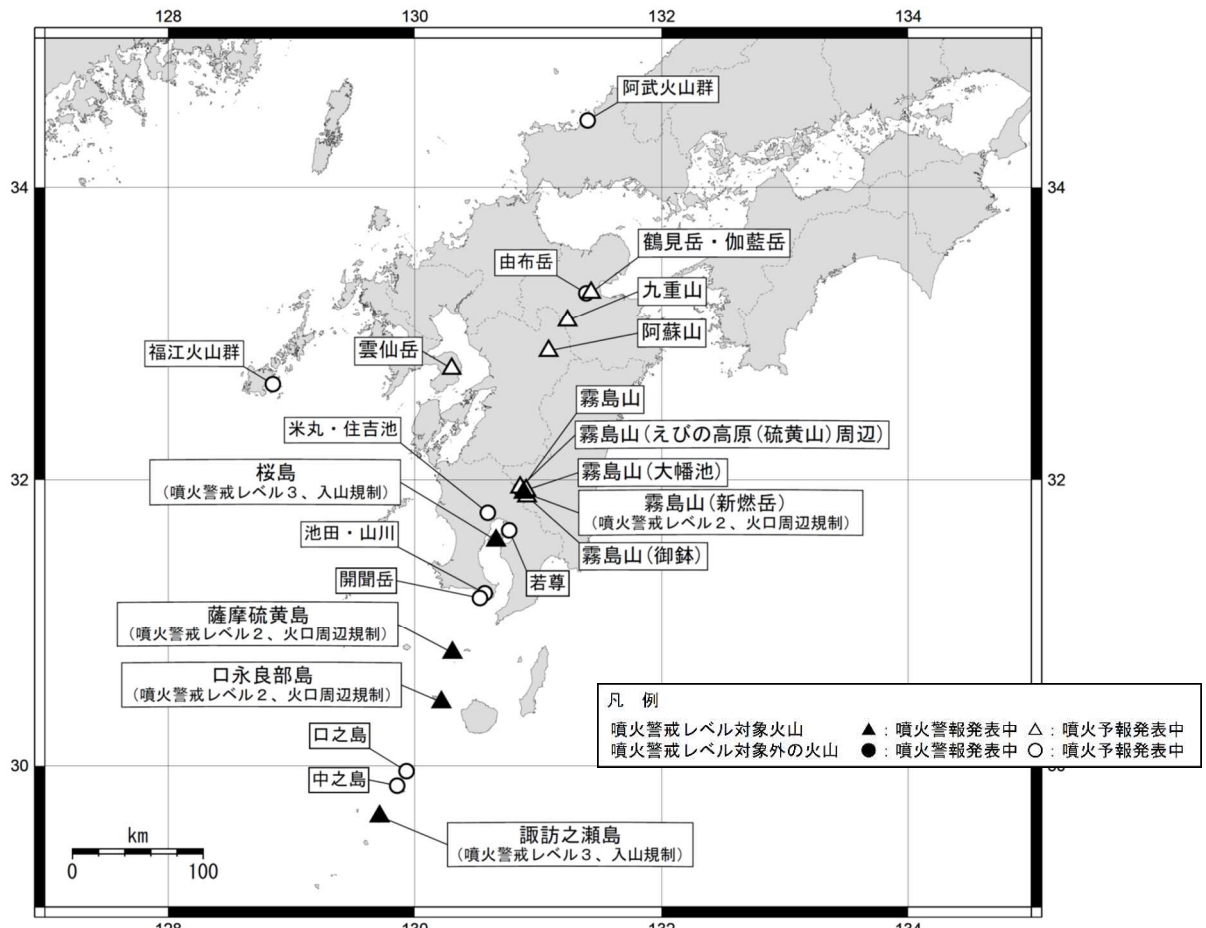 128
130
132
134
阿武火山群
34
34
鶴見岳・伽藍岳
由布岳
九重山
阿蘇山
福江火山群
雲仙岳
霧島山
米丸・住吉池
霧島山(えびの高原(硫黄山)周辺)
桜島
(噴火警戒レベル3、入山規制)
霧島山(大幡池)
32
32
霧島山(新燃岳)
(噴火警戒レベル2、火口周辺規制)
池田・山川
霧島山(御鉢)
開聞岳
若尊
薩摩硫黄島
(噴火警戒レベル2、火口周辺規制)
口永良部島
(噴火警戒レベル2、火口周辺規制)
凡 例
噴火警戒レベル対象火山 ▲:噴火警報発表中 △:噴火予報発表中
噴火警戒レベル対象外の火山 ●:噴火警報発表中 ○:噴火予報発表中
口之島
30
中之島
諏訪之瀬島
(噴火警戒レベル3、入山規制)
km
0 100
128
130
132
134